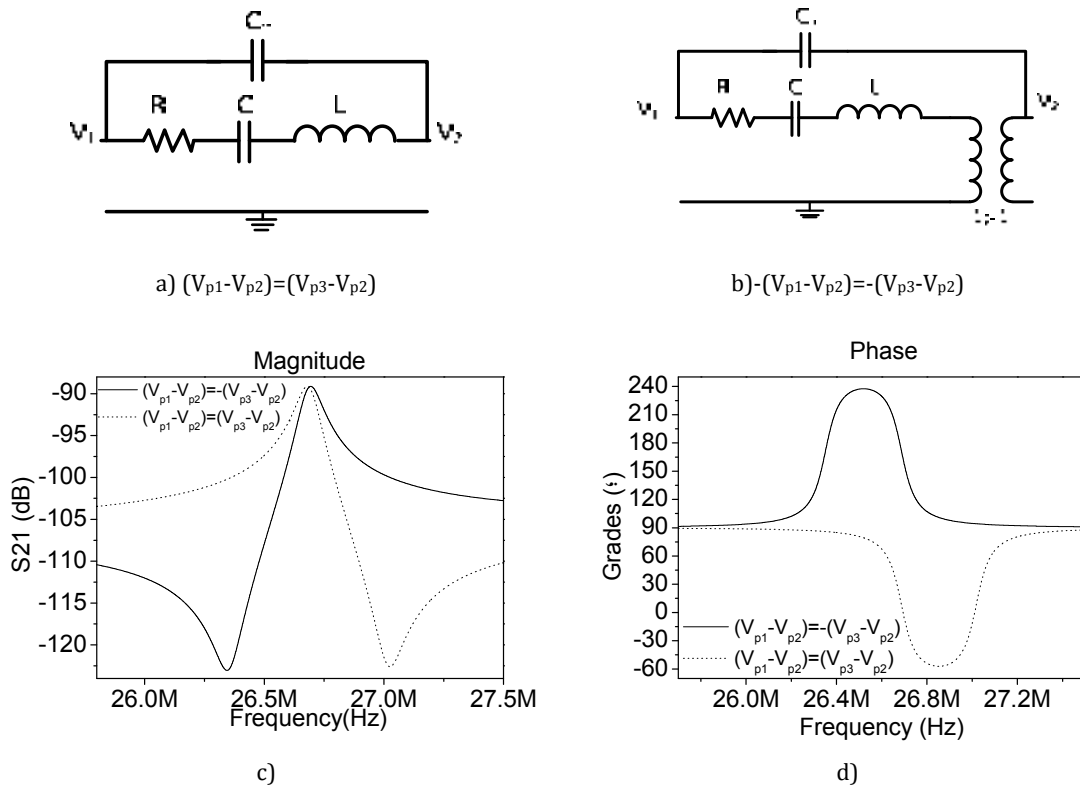 R C L
V₁
C
V₁
a) (Vp1-Vp2)=(Vp3-Vp2)
b)-(Vp1-Vp2)=-(Vp3-Vp2)
Magnitude
-90
-95
-100
-105
-110
-115
-120
S21 (dB)
(Vp1-Vp2)=-(Vp3-Vp2)
(Vp1-Vp2)=(Vp3-Vp2)
26.0M 26.5M 27.0M 27.5M
Frequency(Hz)
c)
Phase
240
210
180
150
120
90
60
30
0
-30
-60
Grades
(Vp1-Vp2)=-(Vp3-Vp2)
(Vp1-Vp2)=(Vp3-Vp2)
26.0M 26.4M 26.8M 27.2M
Frequency (Hz)
d)